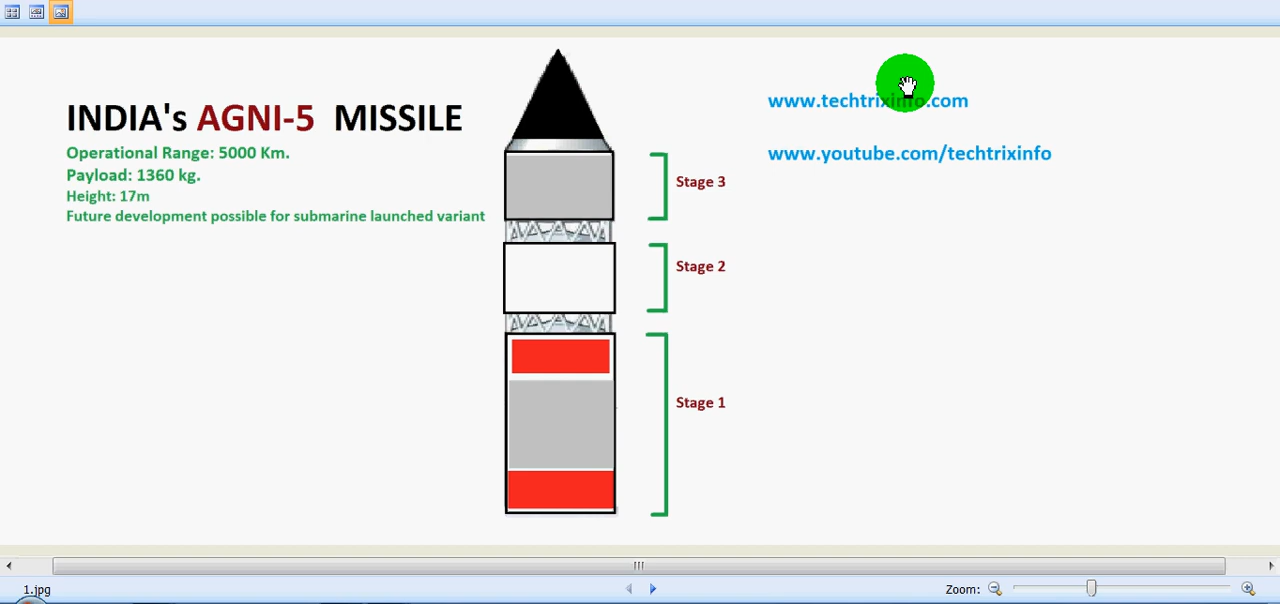 INDIA's AGNI-5 MISSILE
Operational Range: 5000 Km.
Payload: 1360 kg.
Height: 17m
Future development possible for submarine launched variant
www.techtrixinfo.com
www.youtube.com/techtrixinfo
Stage 3
Stage 2
Stage 1
1.jpg
Zoom: